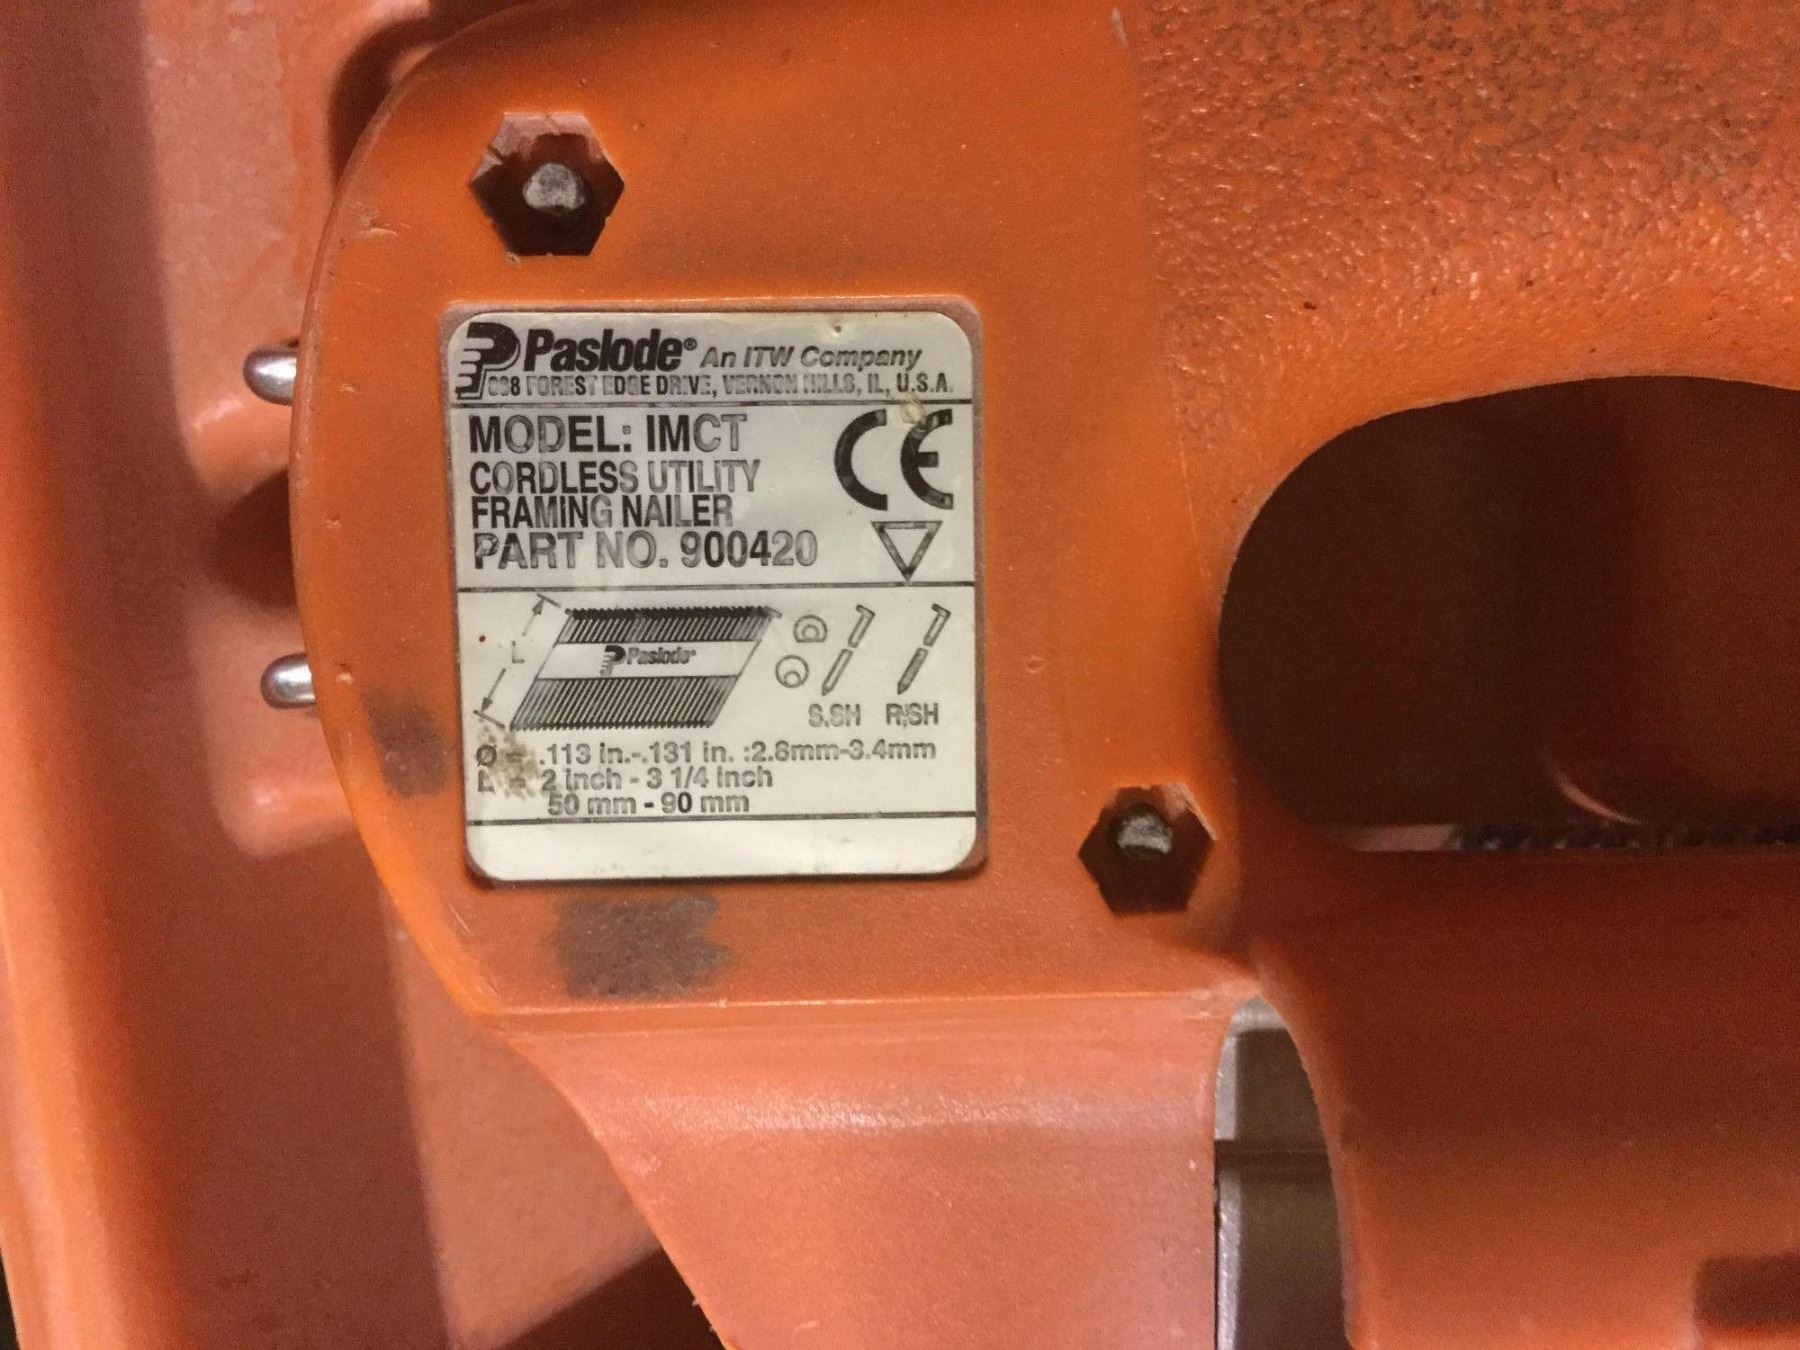 Paslode® An ITW Company
FOREST EDGE DRIVE, VERNON HILLS, IL, U.S.A.
MODEL: IMCT
CORDLESS UTILITY
FRAMING NAILER
PART NO. 900420
CE
L
Paslode®
S,SH R,SH
Ø = .113 in.-.131 in. :2.8mm-3.4mm
L = 2 inch - 3 1/4 inch
50 mm - 90 mm